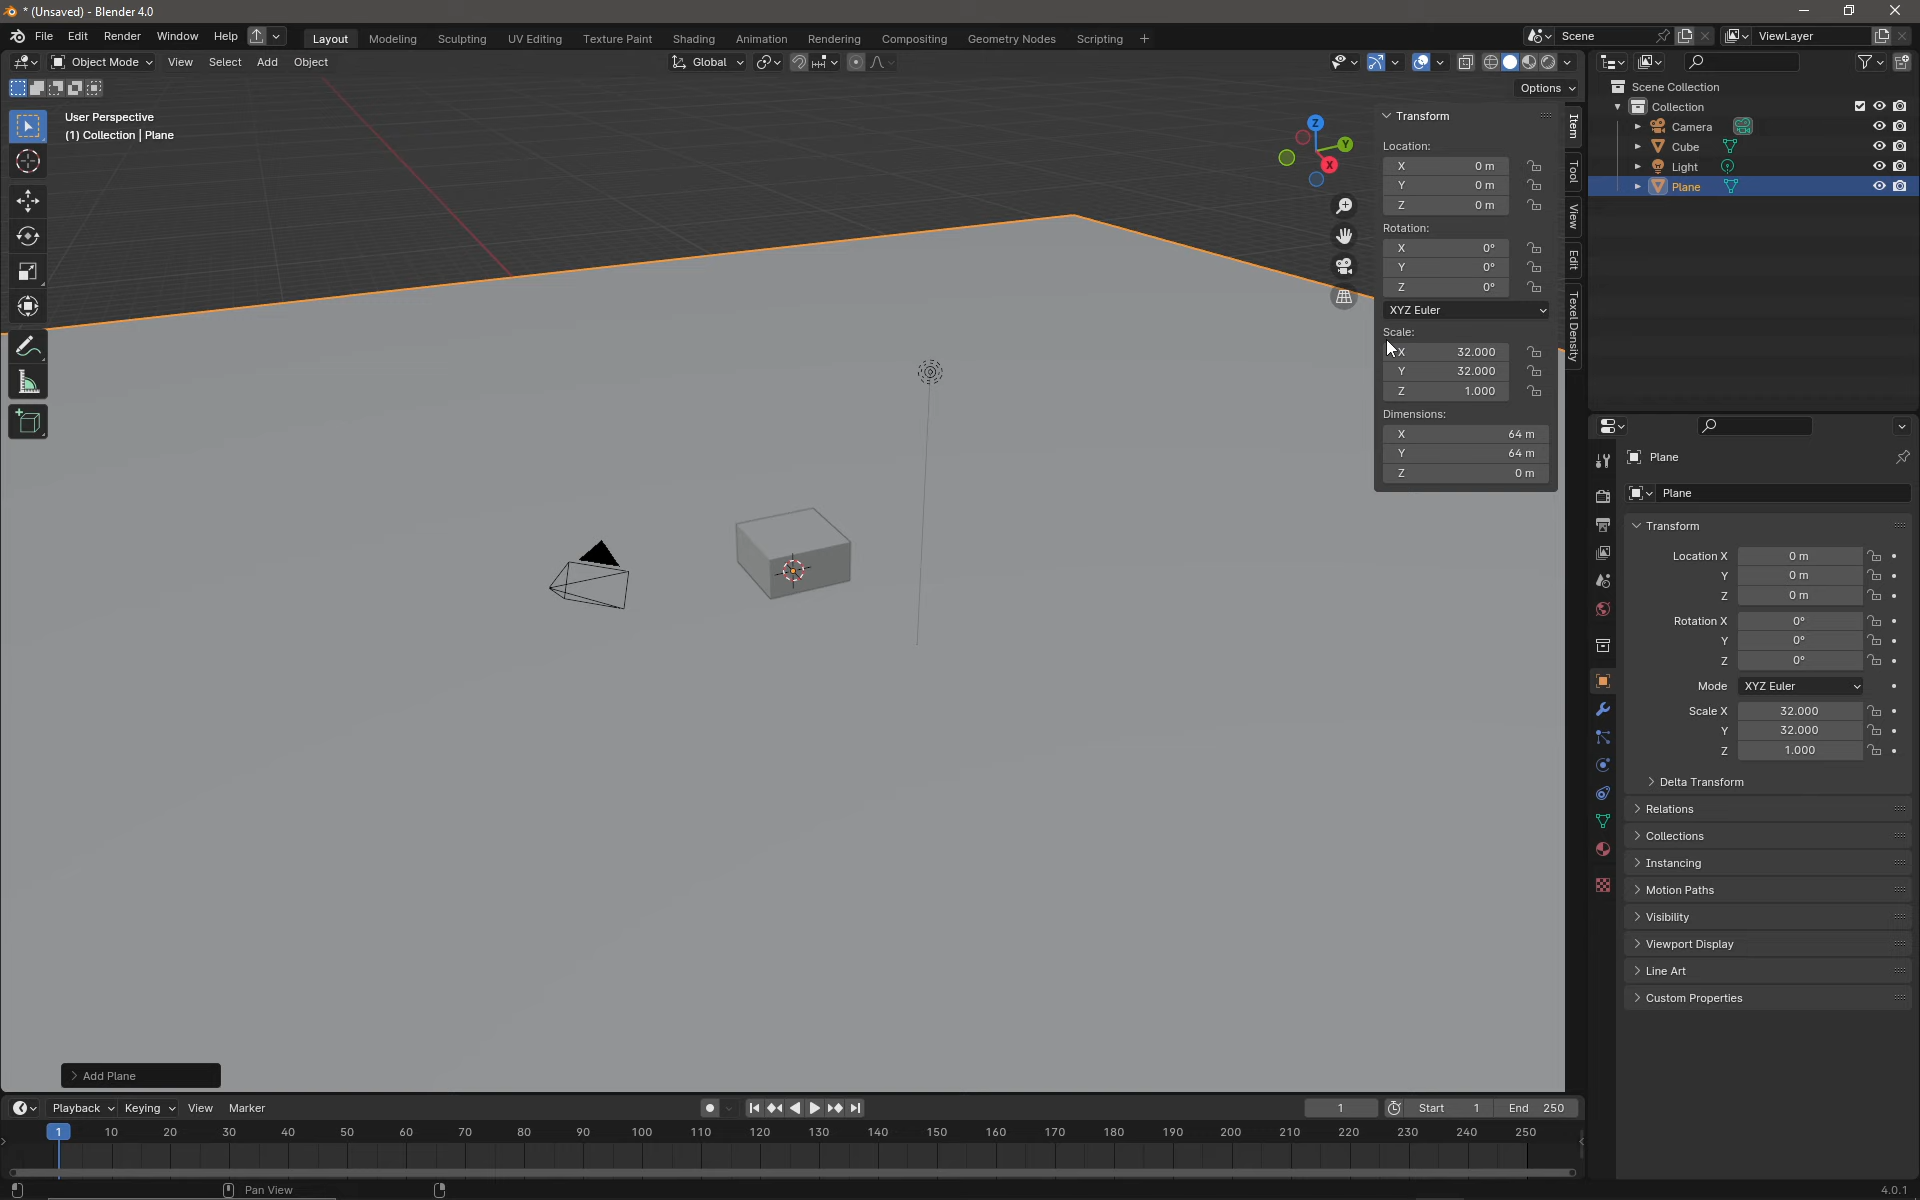 * (Unsaved) - Blender 4.0
File Edit Render Window Help
Layout Modeling Sculpting UV Editing Texture Paint Shading Animation Rendering Compositing Geometry Nodes Scripting +
Scene
ViewLayer
Object Mode View Select Add Object
Global
Options
User Perspective
(1) Collection | Plane
Z
Y
X
Transform
Location:
X 0 m
Y 0 m
Z 0 m
Rotation:
X 0°
Y 0°
Z 0°
XYZ Euler
Scale:
X 32.000
Y 32.000
Z 1.000
Dimensions:
X 64 m
Y 64 m
Z 0 m
Item
Tool
View
Edit
Texel Density
Scene Collection
Collection
Camera
Cube
Light
Plane
Plane
Plane
Transform
Location X 0 m
Y 0 m
Z 0 m
Rotation X 0°
Y 0°
Z 0°
Mode XYZ Euler
Scale X 32.000
Y 32.000
Z 1.000
Delta Transform
Relations
Collections
Instancing
Motion Paths
Visibility
Viewport Display
Line Art
Custom Properties
Add Plane
Playback Keying View Marker
1 Start 1 End 250
1 10 20 30 40 50 60 70 80 90 100 110 120 130 140 150 160 170 180 190 200 210 220 230 240 250
Pan View
4.0.1